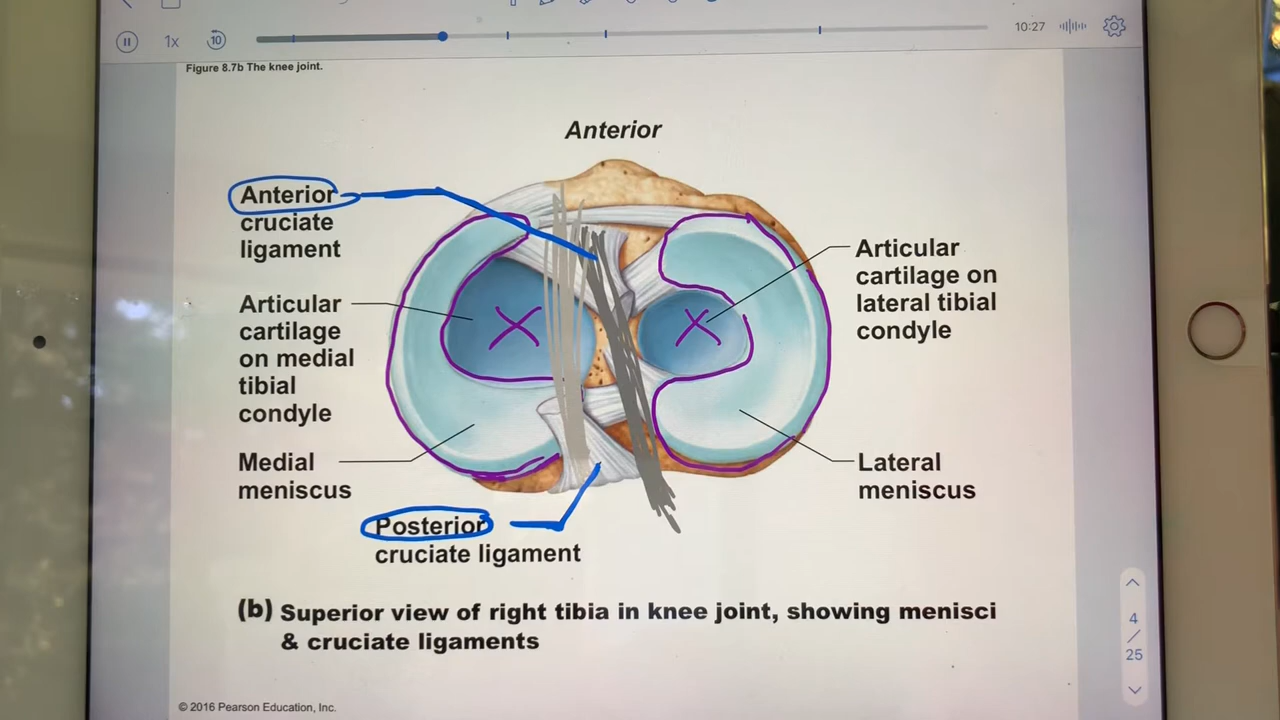 1x
10
10:27
Figure 8.7b The knee joint.
Anterior
Anterior
cruciate
ligament
Articular
cartilage
on medial
tibial
condyle
Medial
meniscus
Posterior
cruciate ligament
Articular
cartilage on
lateral tibial
condyle
Lateral
meniscus
(b) Superior view of right tibia in knee joint, showing menisci
& cruciate ligaments
4
/
25
© 2016 Pearson Education, Inc.